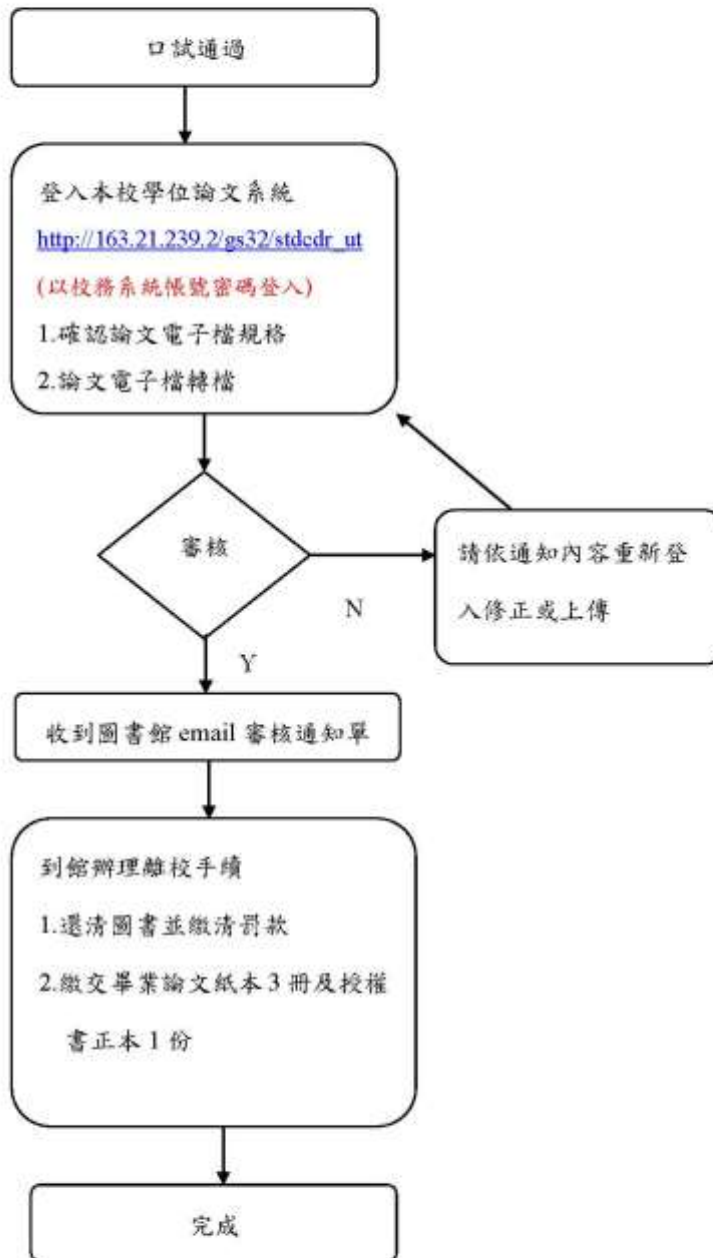 口試通過
登入本校學位論文系統
http://163.21.239.2/gs32/stdcdr_ut
(以校務系統帳號密碼登入)
1.確認論文電子檔規格
2.論文電子檔轉檔
審核
N
請依通知內容重新登
入修正或上傳
Y
收到圖書館 email 審核通知單
到館辦理離校手續
1.還清圖書並繳清罰款
2.繳交畢業論文紙本 3 冊及授權
書正本 1 份
完成